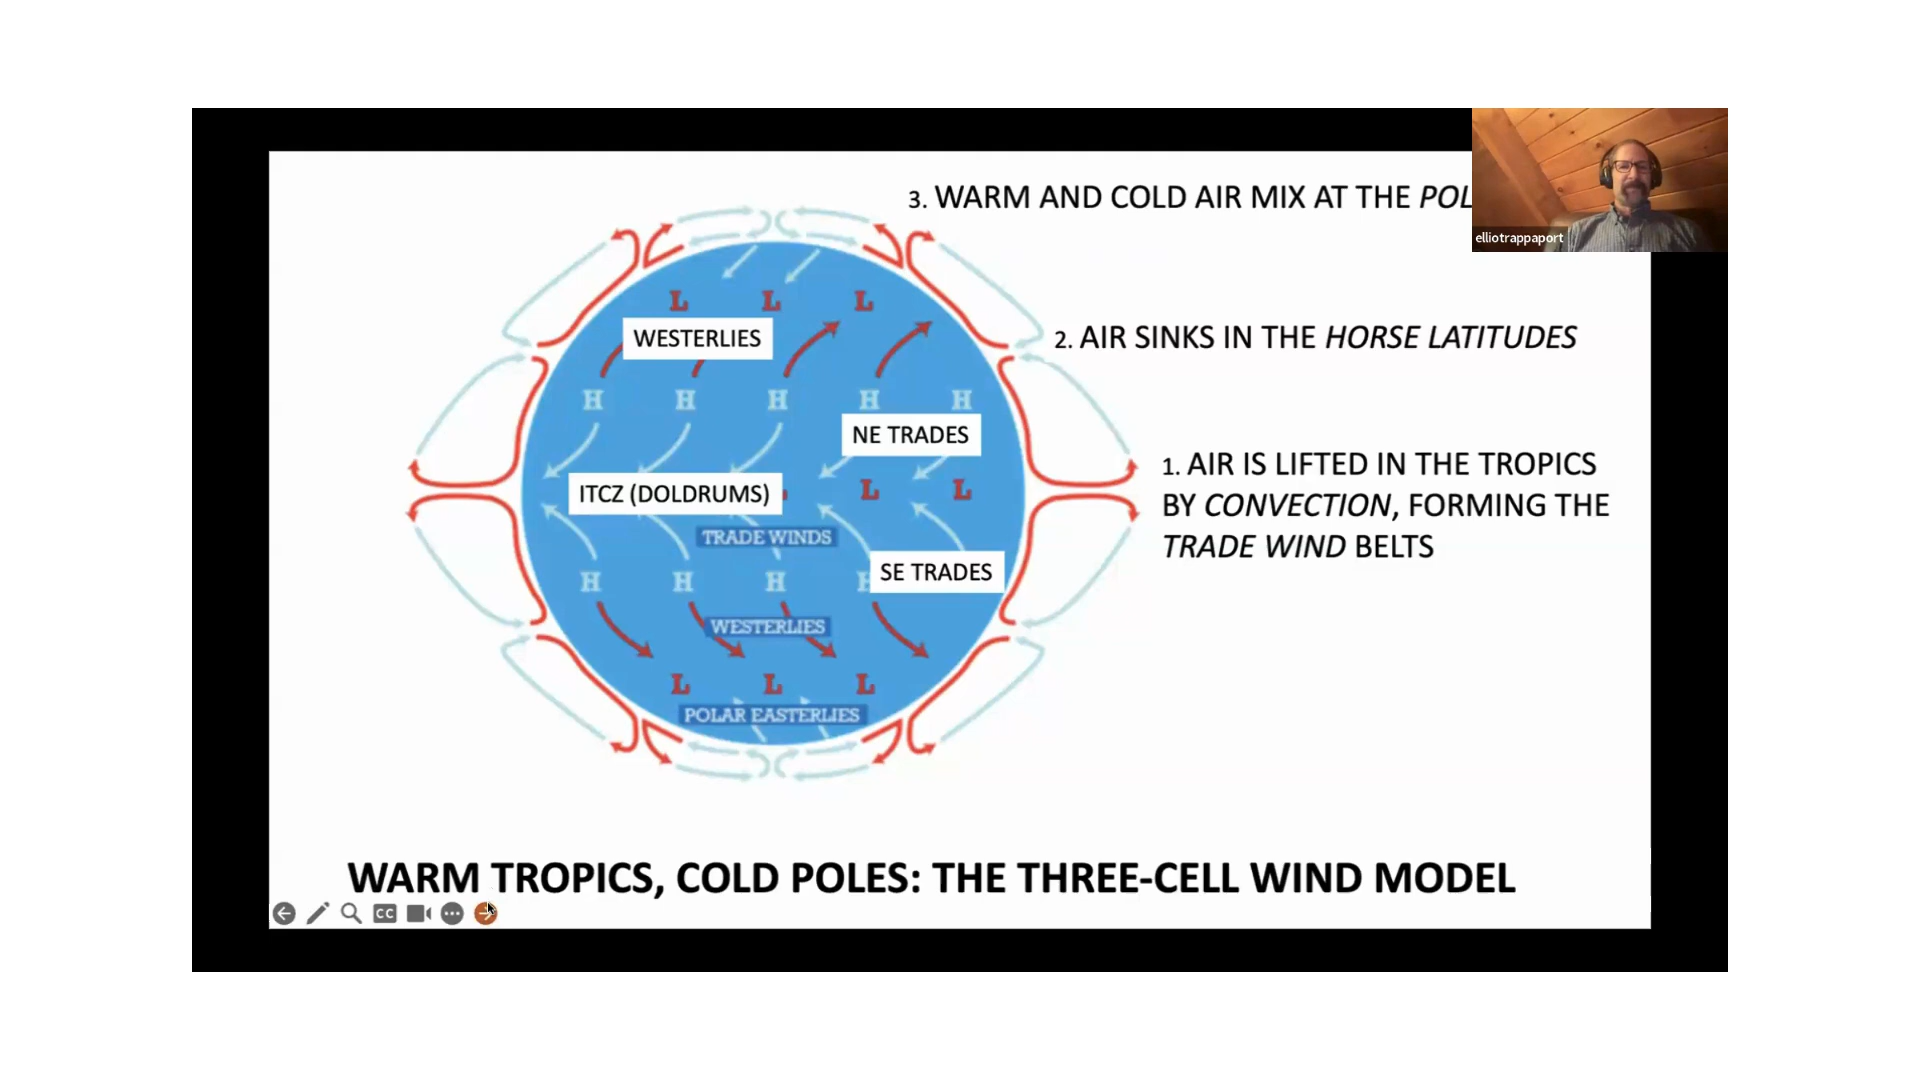 3. WARM AND COLD AIR MIX AT THE
elliotrappaport
2. AIR SINKS IN THE HORSE LATITUDES
1. AIR IS LIFTED IN THE TROPICS
BY CONVECTION, FORMING THE
TRADE WIND BELTS
L L L
WESTERLIES
H H H H H
NE TRADES
ITCZ (DOLDRUMS)
L L
TRADE WINDS
SE TRADES
H H H H
WESTERLIES
L L L
POLAR EASTERLIES
WARM TROPICS, COLD POLES: THE THREE-CELL WIND MODEL
CC